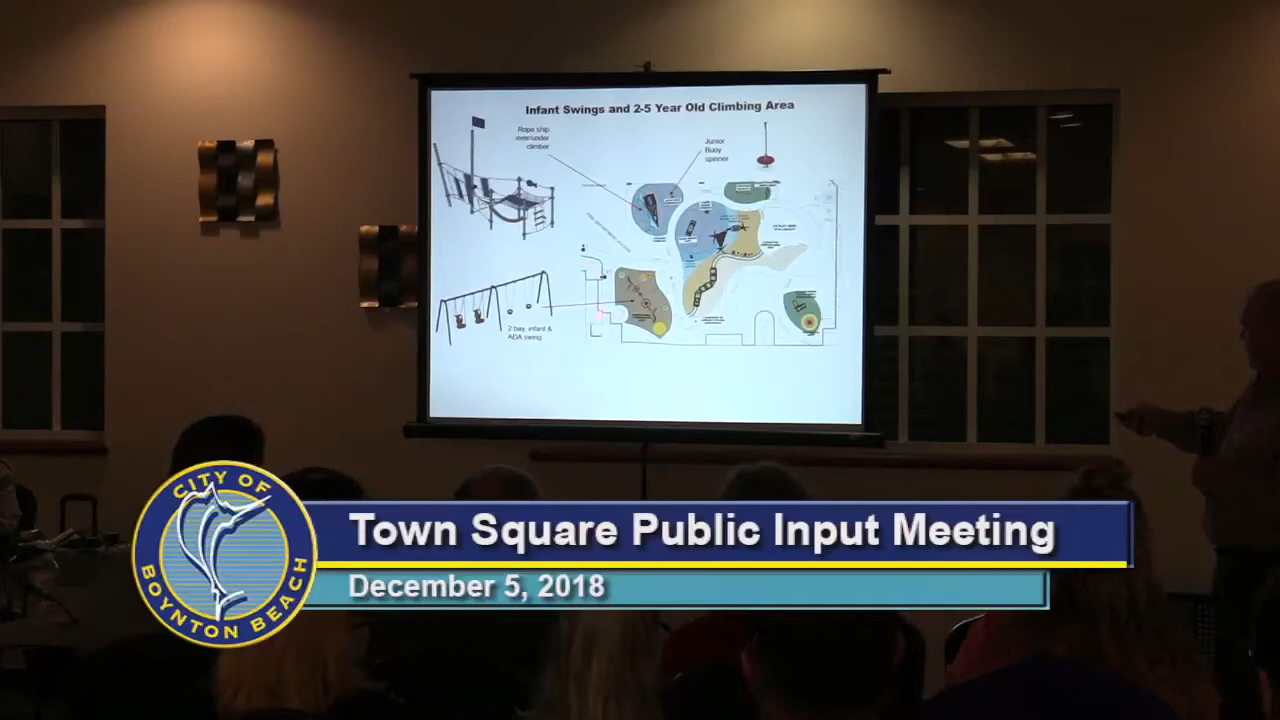 Infant Swings and 2-5 Year Old Climbing Area
Rope ship
over/under
climber
Junior
Buoy
spinner
2 bay, infant &
ADA swing
CITY OF
BOYNTON BEACH
Town Square Public Input Meeting
December 5, 2018